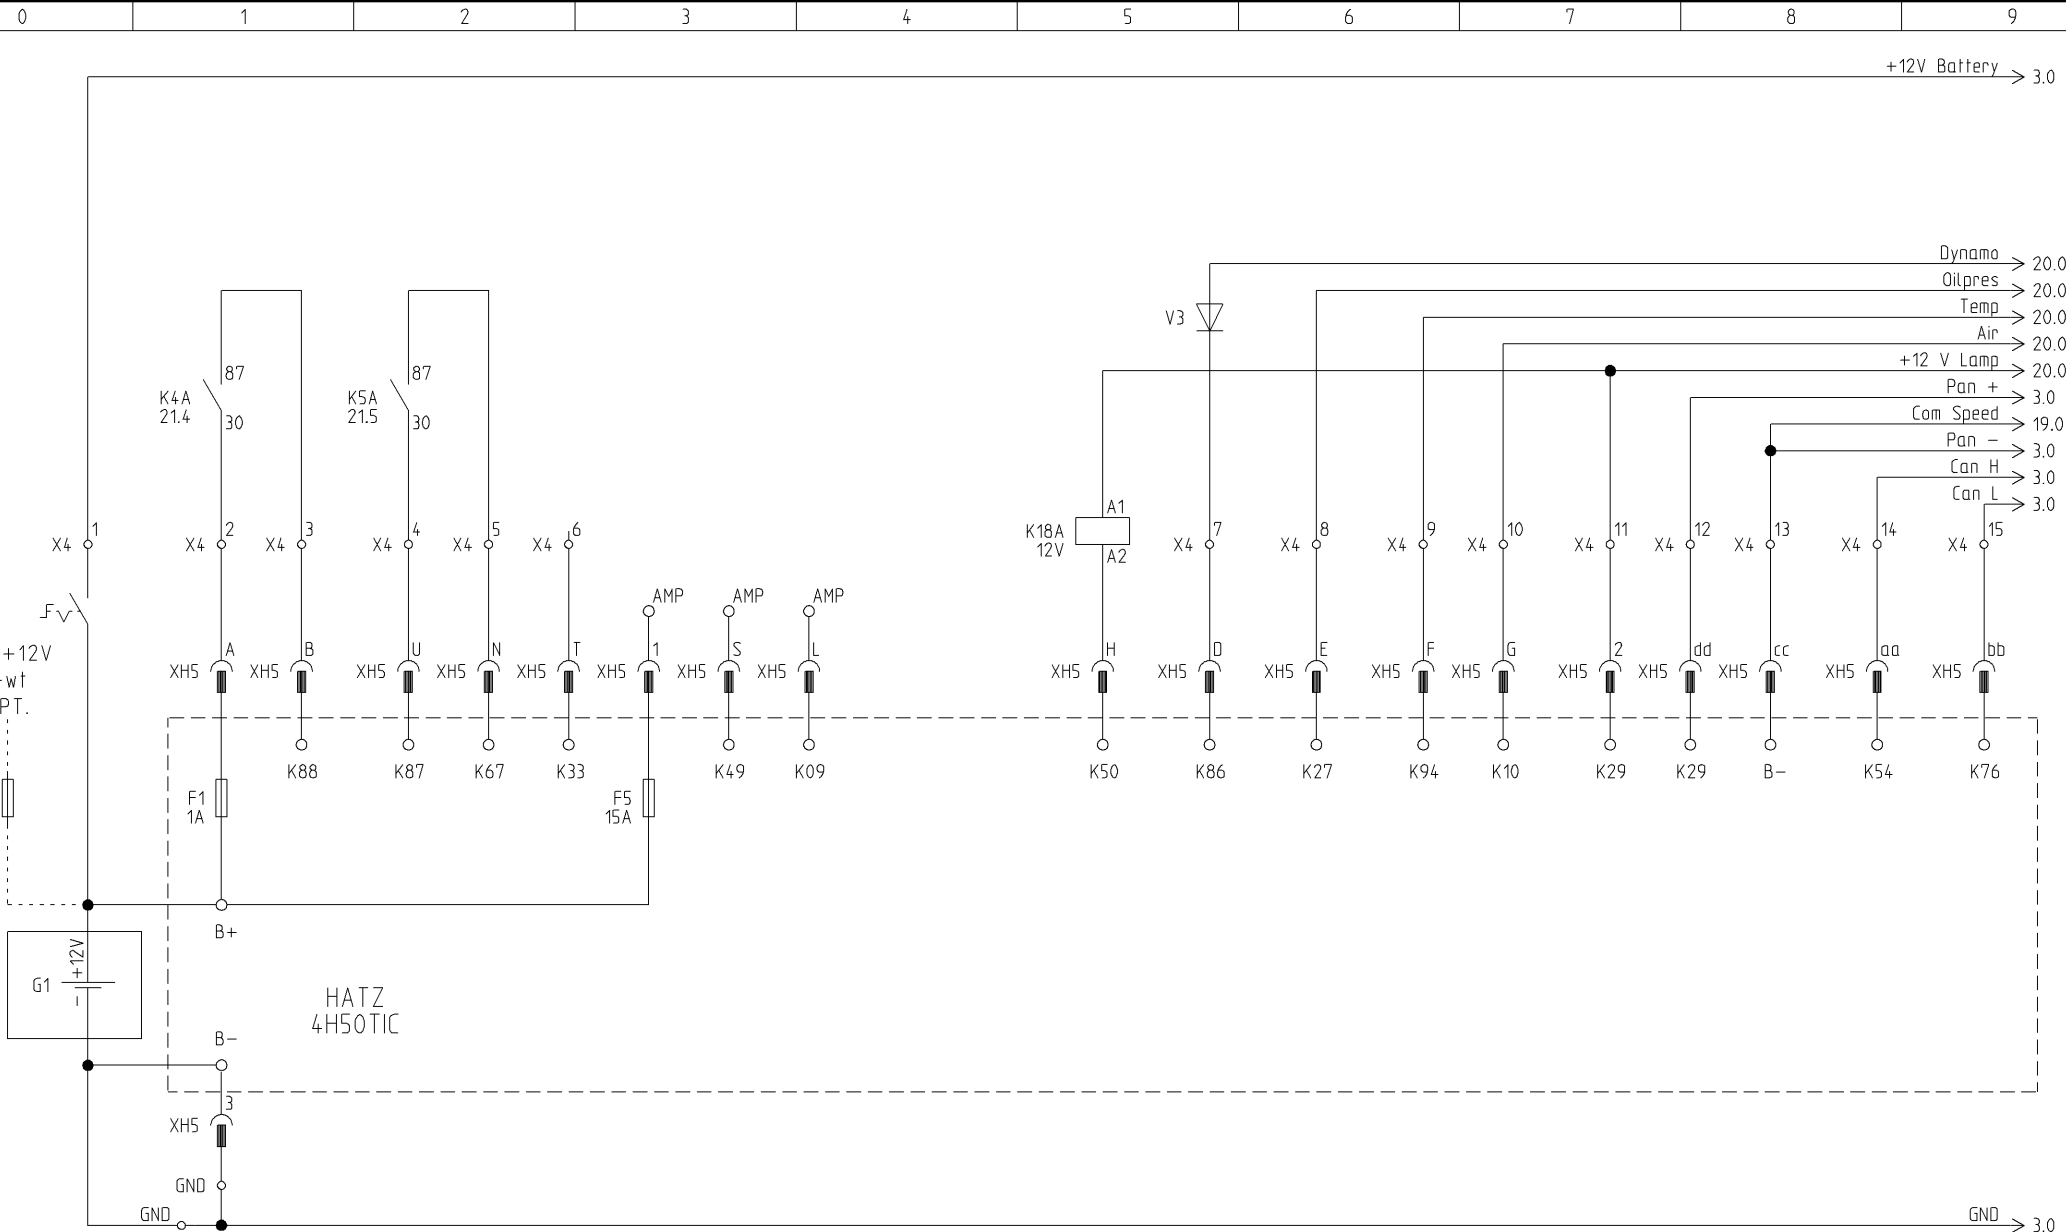 0 1 2 3 4 5 6 7 8 9
+12V Battery 3.0
Dynamo 20.0
Oilpres 20.0
V3 Temp 20.0
Air 20.0
+12 V Lamp 20.0
87 87
K4A K5A Pan + 3.0
21.4 21.5
30 30 Com Speed 19.0
Pan - 3.0
Can H 3.0
Can L 3.0
A1
K18A
12V
A2
X4 1 X4 2 X4 3 X4 4 X4 5 X4 6 X4 7 X4 8 X4 9 X4 10 X4 11 X4 12 X4 13 X4 14 X4 15
AMP AMP AMP
A B U N T 1 S L H D E F G 2 dd cc aa bb
XH5 XH5 XH5 XH5 XH5 XH5 XH5 XH5 XH5 XH5 XH5 XH5 XH5 XH5 XH5 XH5 XH5 XH5
+12V
-wt
PT.
K88 K87 K67 K33 K49 K09 K50 K86 K27 K94 K10 K29 K29 B- K54 K76
F1 F5
1A 15A
B+
+12V
G1
-
HATZ
4H50TIC
B-
3
XH5
GND
GND GND 3.0